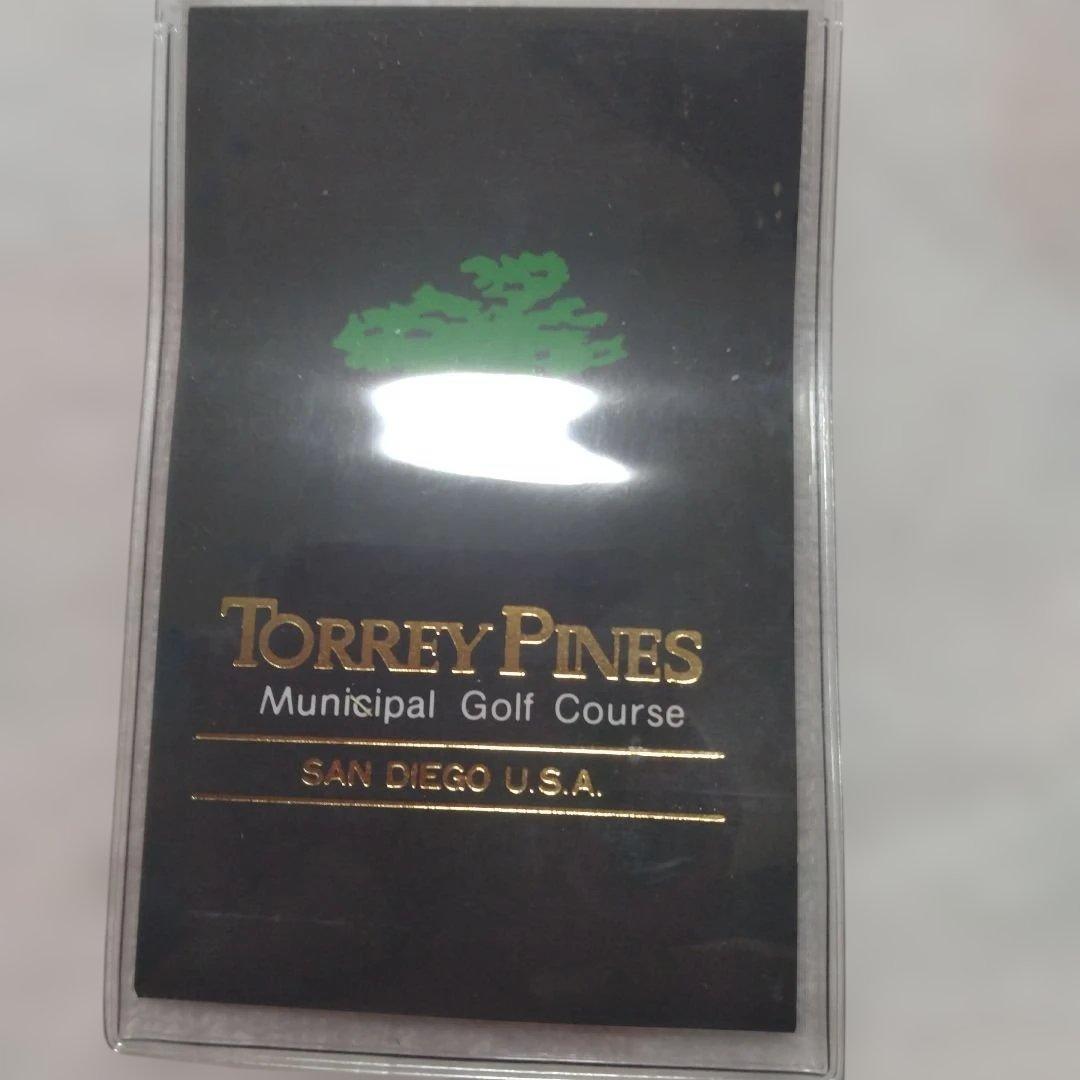 TORREY PINES
Municipal Golf Course
SAN DIEGO U.S.A.